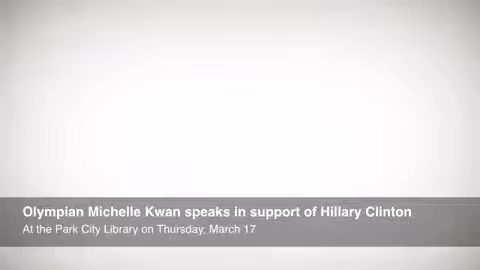 Olympian Michelle Kwan speaks in support of Hillary Clinton
At the Park City Library on Thursday, March 17